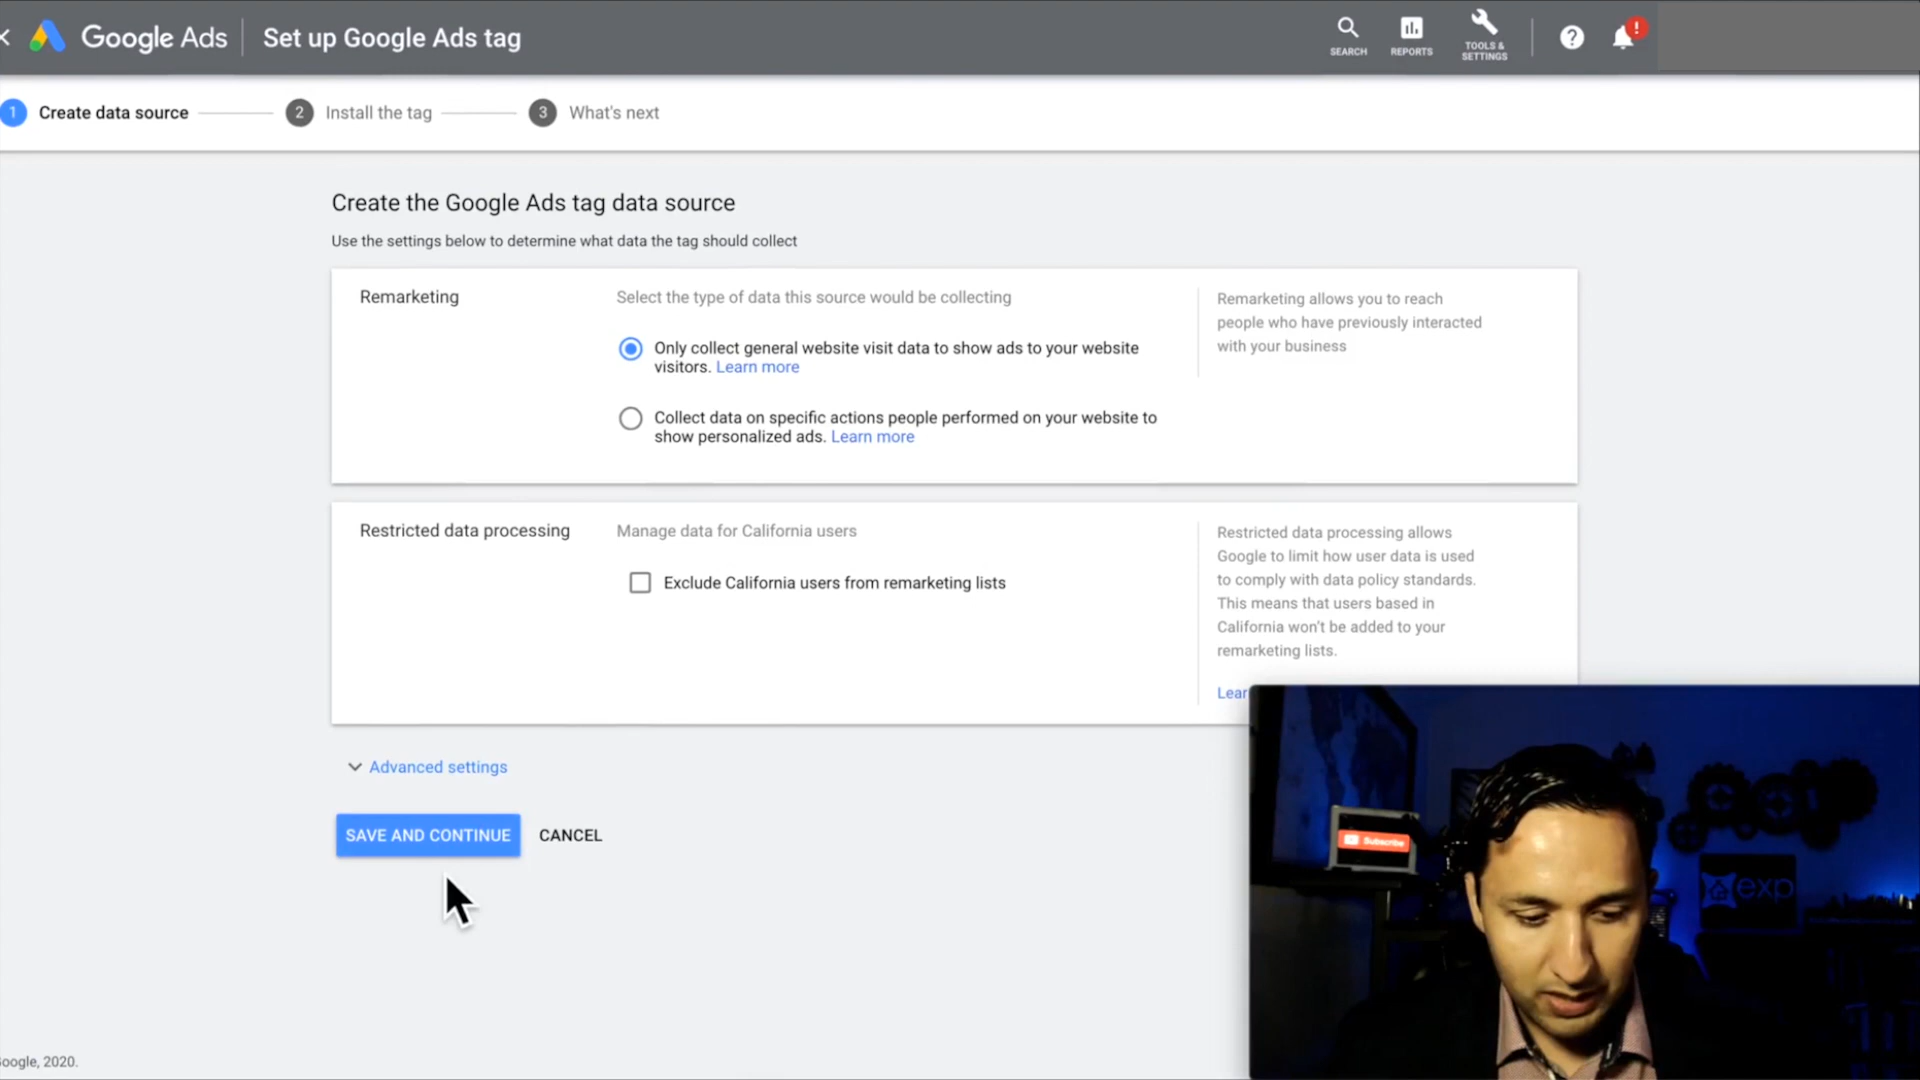 Google Ads
Set up Google Ads tag
SEARCH
REPORTS
TOOLS &
SETTINGS
?
!
1 Create data source
2 Install the tag
3 What's next
Create the Google Ads tag data source
Use the settings below to determine what data the tag should collect
Remarketing
Select the type of data this source would be collecting
Only collect general website visit data to show ads to your website
visitors. Learn more
Collect data on specific actions people performed on your website to
show personalized ads. Learn more
Remarketing allows you to reach
people who have previously interacted
with your business
Restricted data processing
Manage data for California users
Exclude California users from remarketing lists
Restricted data processing allows
Google to limit how user data is used
to comply with data policy standards.
This means that users based in
California won't be added to your
remarketing lists.
Lear
Advanced settings
SAVE AND CONTINUE
CANCEL
Subscribe
exp
oogle, 2020.